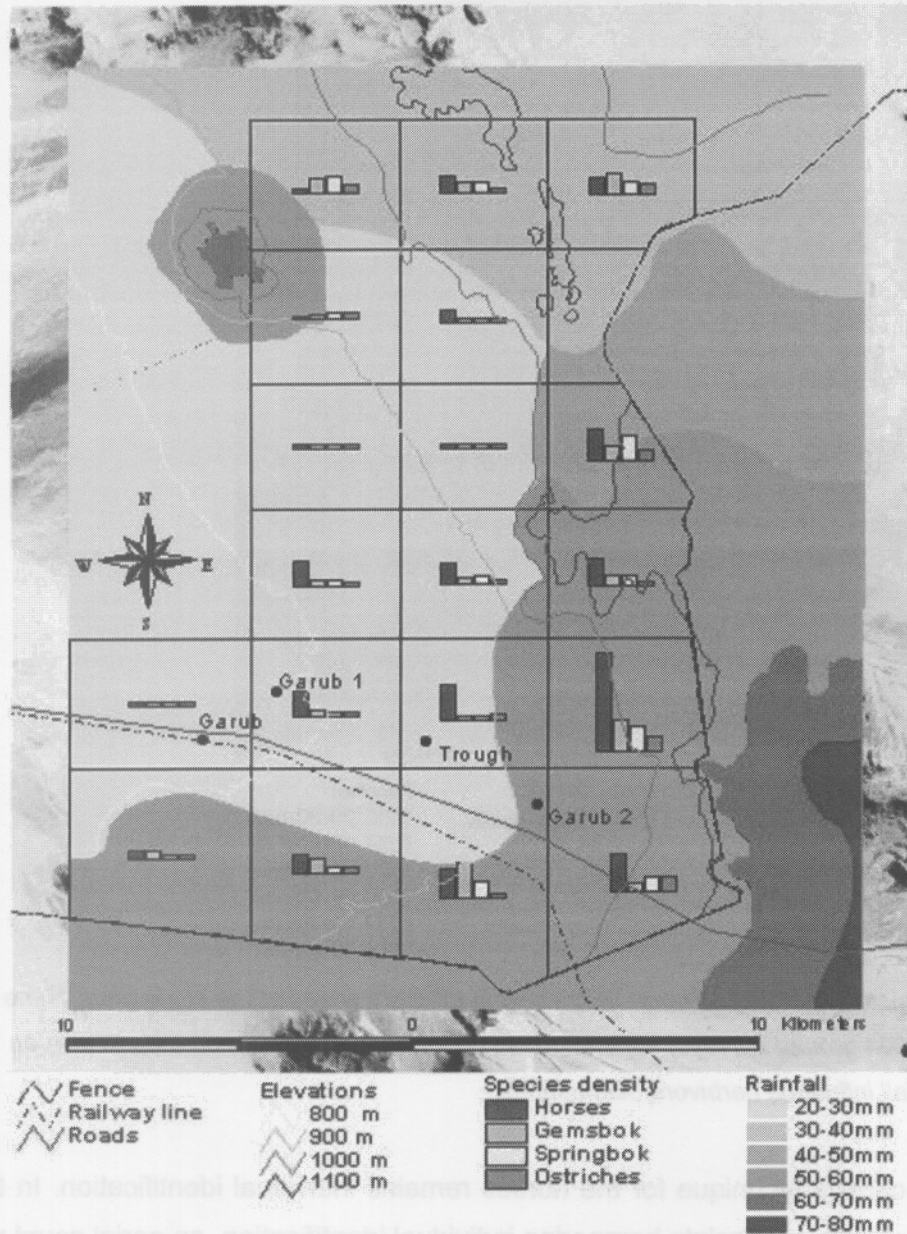 N
W E
S
Garub 1
Garub
Trough
Garub 2
10 0 10 Kilometers
Fence
Railway line
Roads
Elevations
800 m
900 m
1000 m
1100 m
Species density
Horses
Gemsbok
Springbok
Ostriches
Rainfall
20-30mm
30-40mm
40-50mm
50-60mm
60-70mm
70-80mm